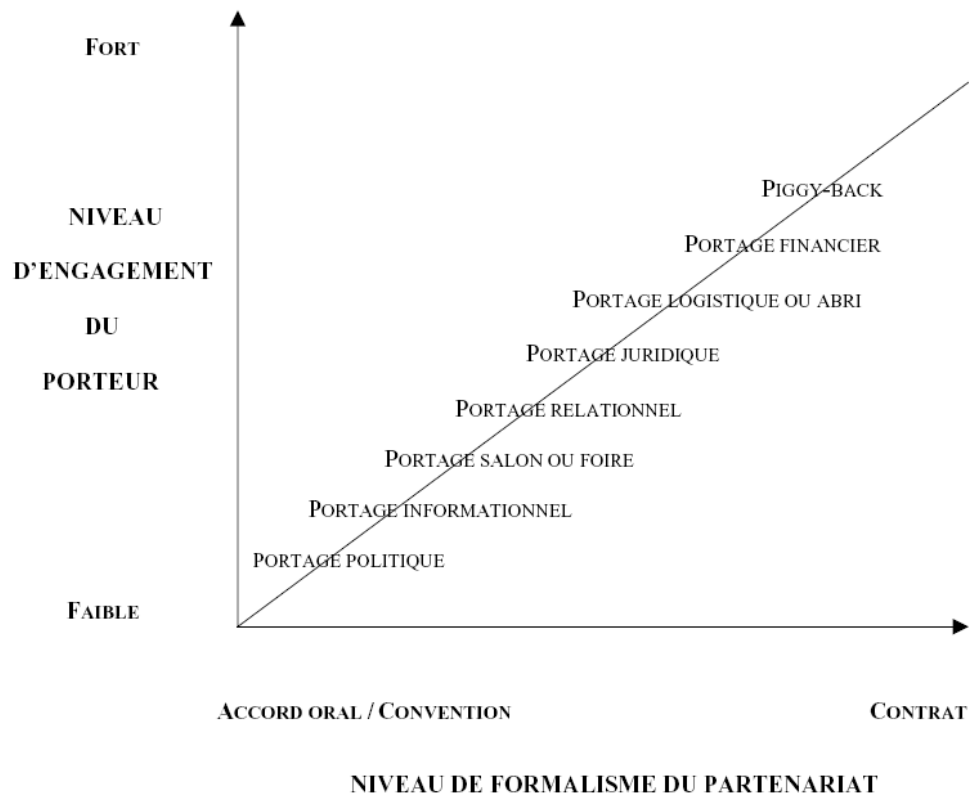 FORT
PIGGY-BACK
NIVEAU
PORTAGE FINANCIER
D'ENGAGEMENT
PORTAGE LOGISTIQUE OU ABRI
DU
PORTAGE JURIDIQUE
PORTEUR
PORTAGE RELATIONNEL
PORTAGE SALON OU FOIRE
PORTAGE INFORMATIONNEL
PORTAGE POLITIQUE
FAIBLE
ACCORD ORAL / CONVENTION
CONTRAT
NIVEAU DE FORMALISME DU PARTENARIAT